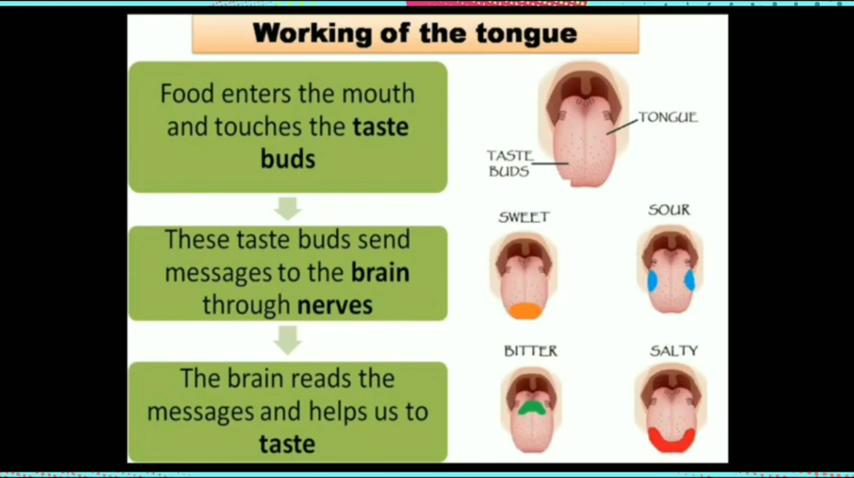 Working of the tongue
Food enters the mouth
and touches the taste
buds
TONGUE
TASTE
BUDS
These taste buds send
messages to the brain
through nerves
SWEET
SOUR
The brain reads the
messages and helps us to
taste
BITTER
SALTY